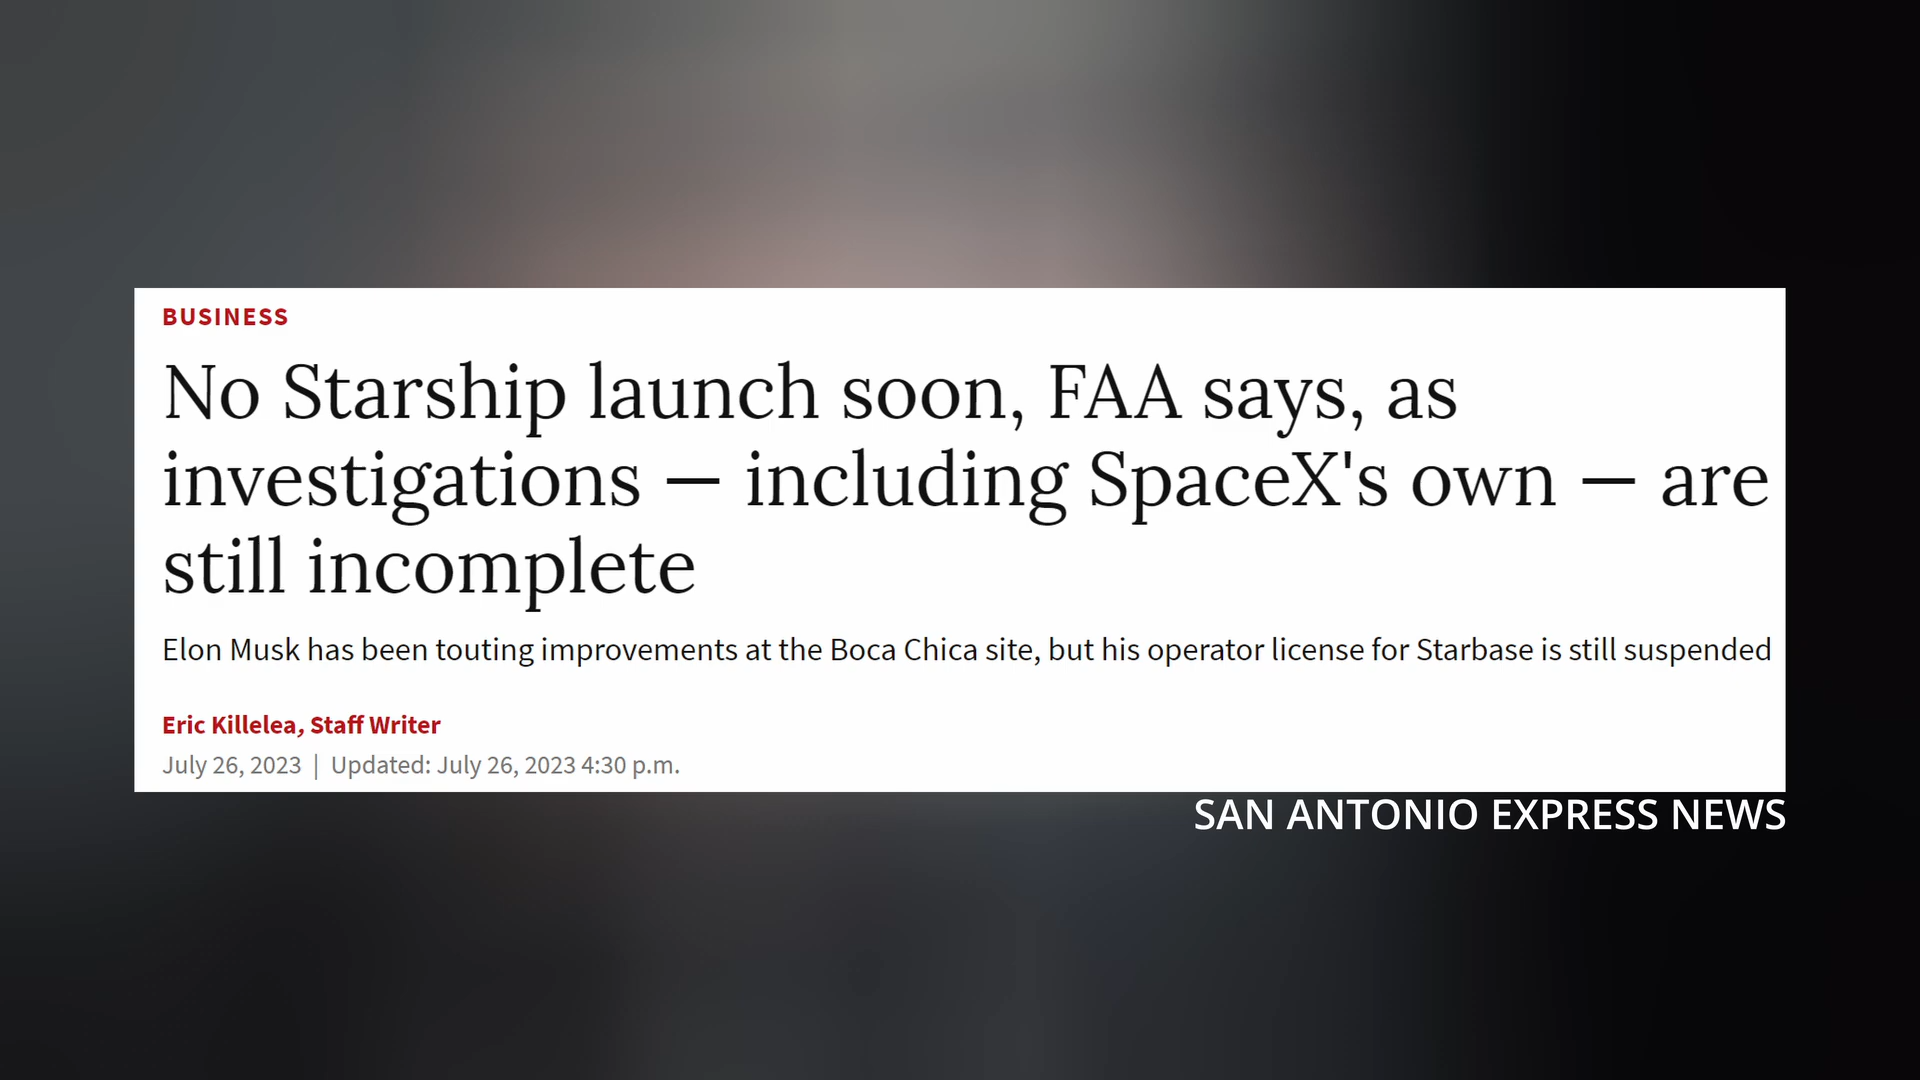 BUSINESS
No Starship launch soon, FAA says, as
investigations — including SpaceX's own — are
still incomplete
Elon Musk has been touting improvements at the Boca Chica site, but his operator license for Starbase is still suspended
Eric Killelea, Staff Writer
July 26, 2023 | Updated: July 26, 2023 4:30 p.m.
SAN ANTONIO EXPRESS NEWS